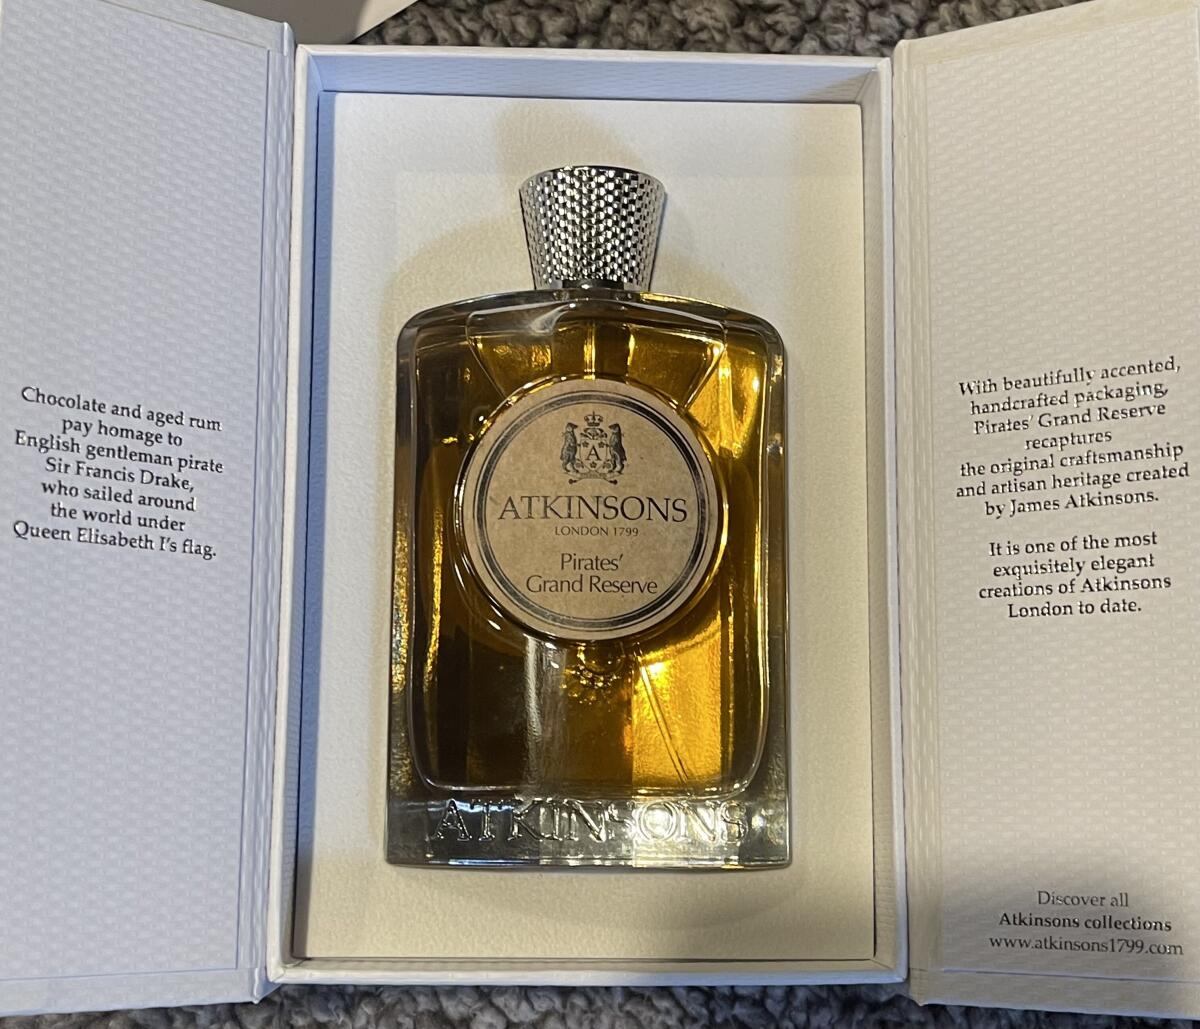 Chocolate and aged rum
pay homage to
English gentleman pirate
Sir Francis Drake,
who sailed around
the world under
Queen Elisabeth I's flag.
A
ATKINSONS
LONDON 1799
Pirates'
Grand Reserve
ATKINSONS
With beautifully accented,
handcrafted packaging,
Pirates' Grand Reserve
recaptures
the original craftsmanship
and artisan heritage created
by James Atkinsons.
It is one of the most
exquisitely elegant
creations of Atkinsons
London to date.
Discover all
Atkinsons collections
www.atkinsons1799.com